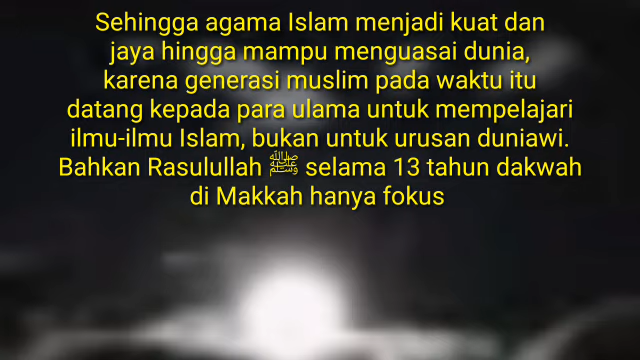 Sehingga agama Islam menjadi kuat dan
jaya hingga mampu menguasai dunia,
karena generasi muslim pada waktu itu
datang kepada para ulama untuk mempelajari
ilmu-ilmu Islam, bukan untuk urusan duniawi.
Bahkan Rasulullah ﷺ selama 13 tahun dakwah
di Makkah hanya fokus